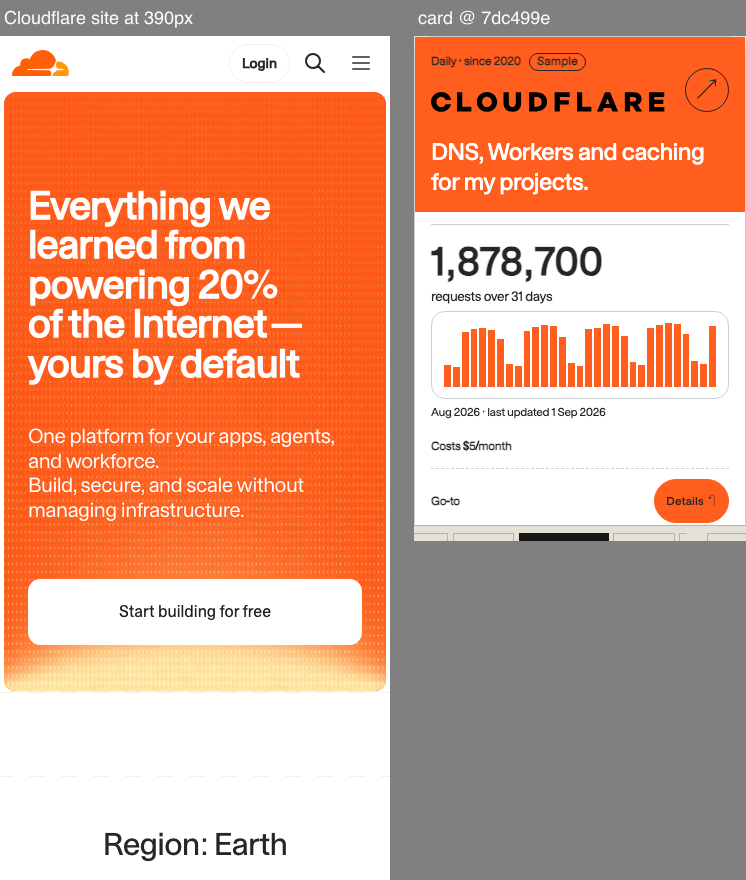 Cloudflare site at 390px
Login
Everything we
learned from
powering 20%
of the Internet—
yours by default
One platform for your apps, agents,
and workforce.
Build, secure, and scale without
managing infrastructure.
Start building for free
Region: Earth
card @ 7dc499e
Daily · since 2020 Sample
CLOUDFLARE
DNS, Workers and caching
for my projects.
1,878,700
requests over 31 days
Aug 2026 · last updated 1 Sep 2026
Costs $5/month
Go-to
Details